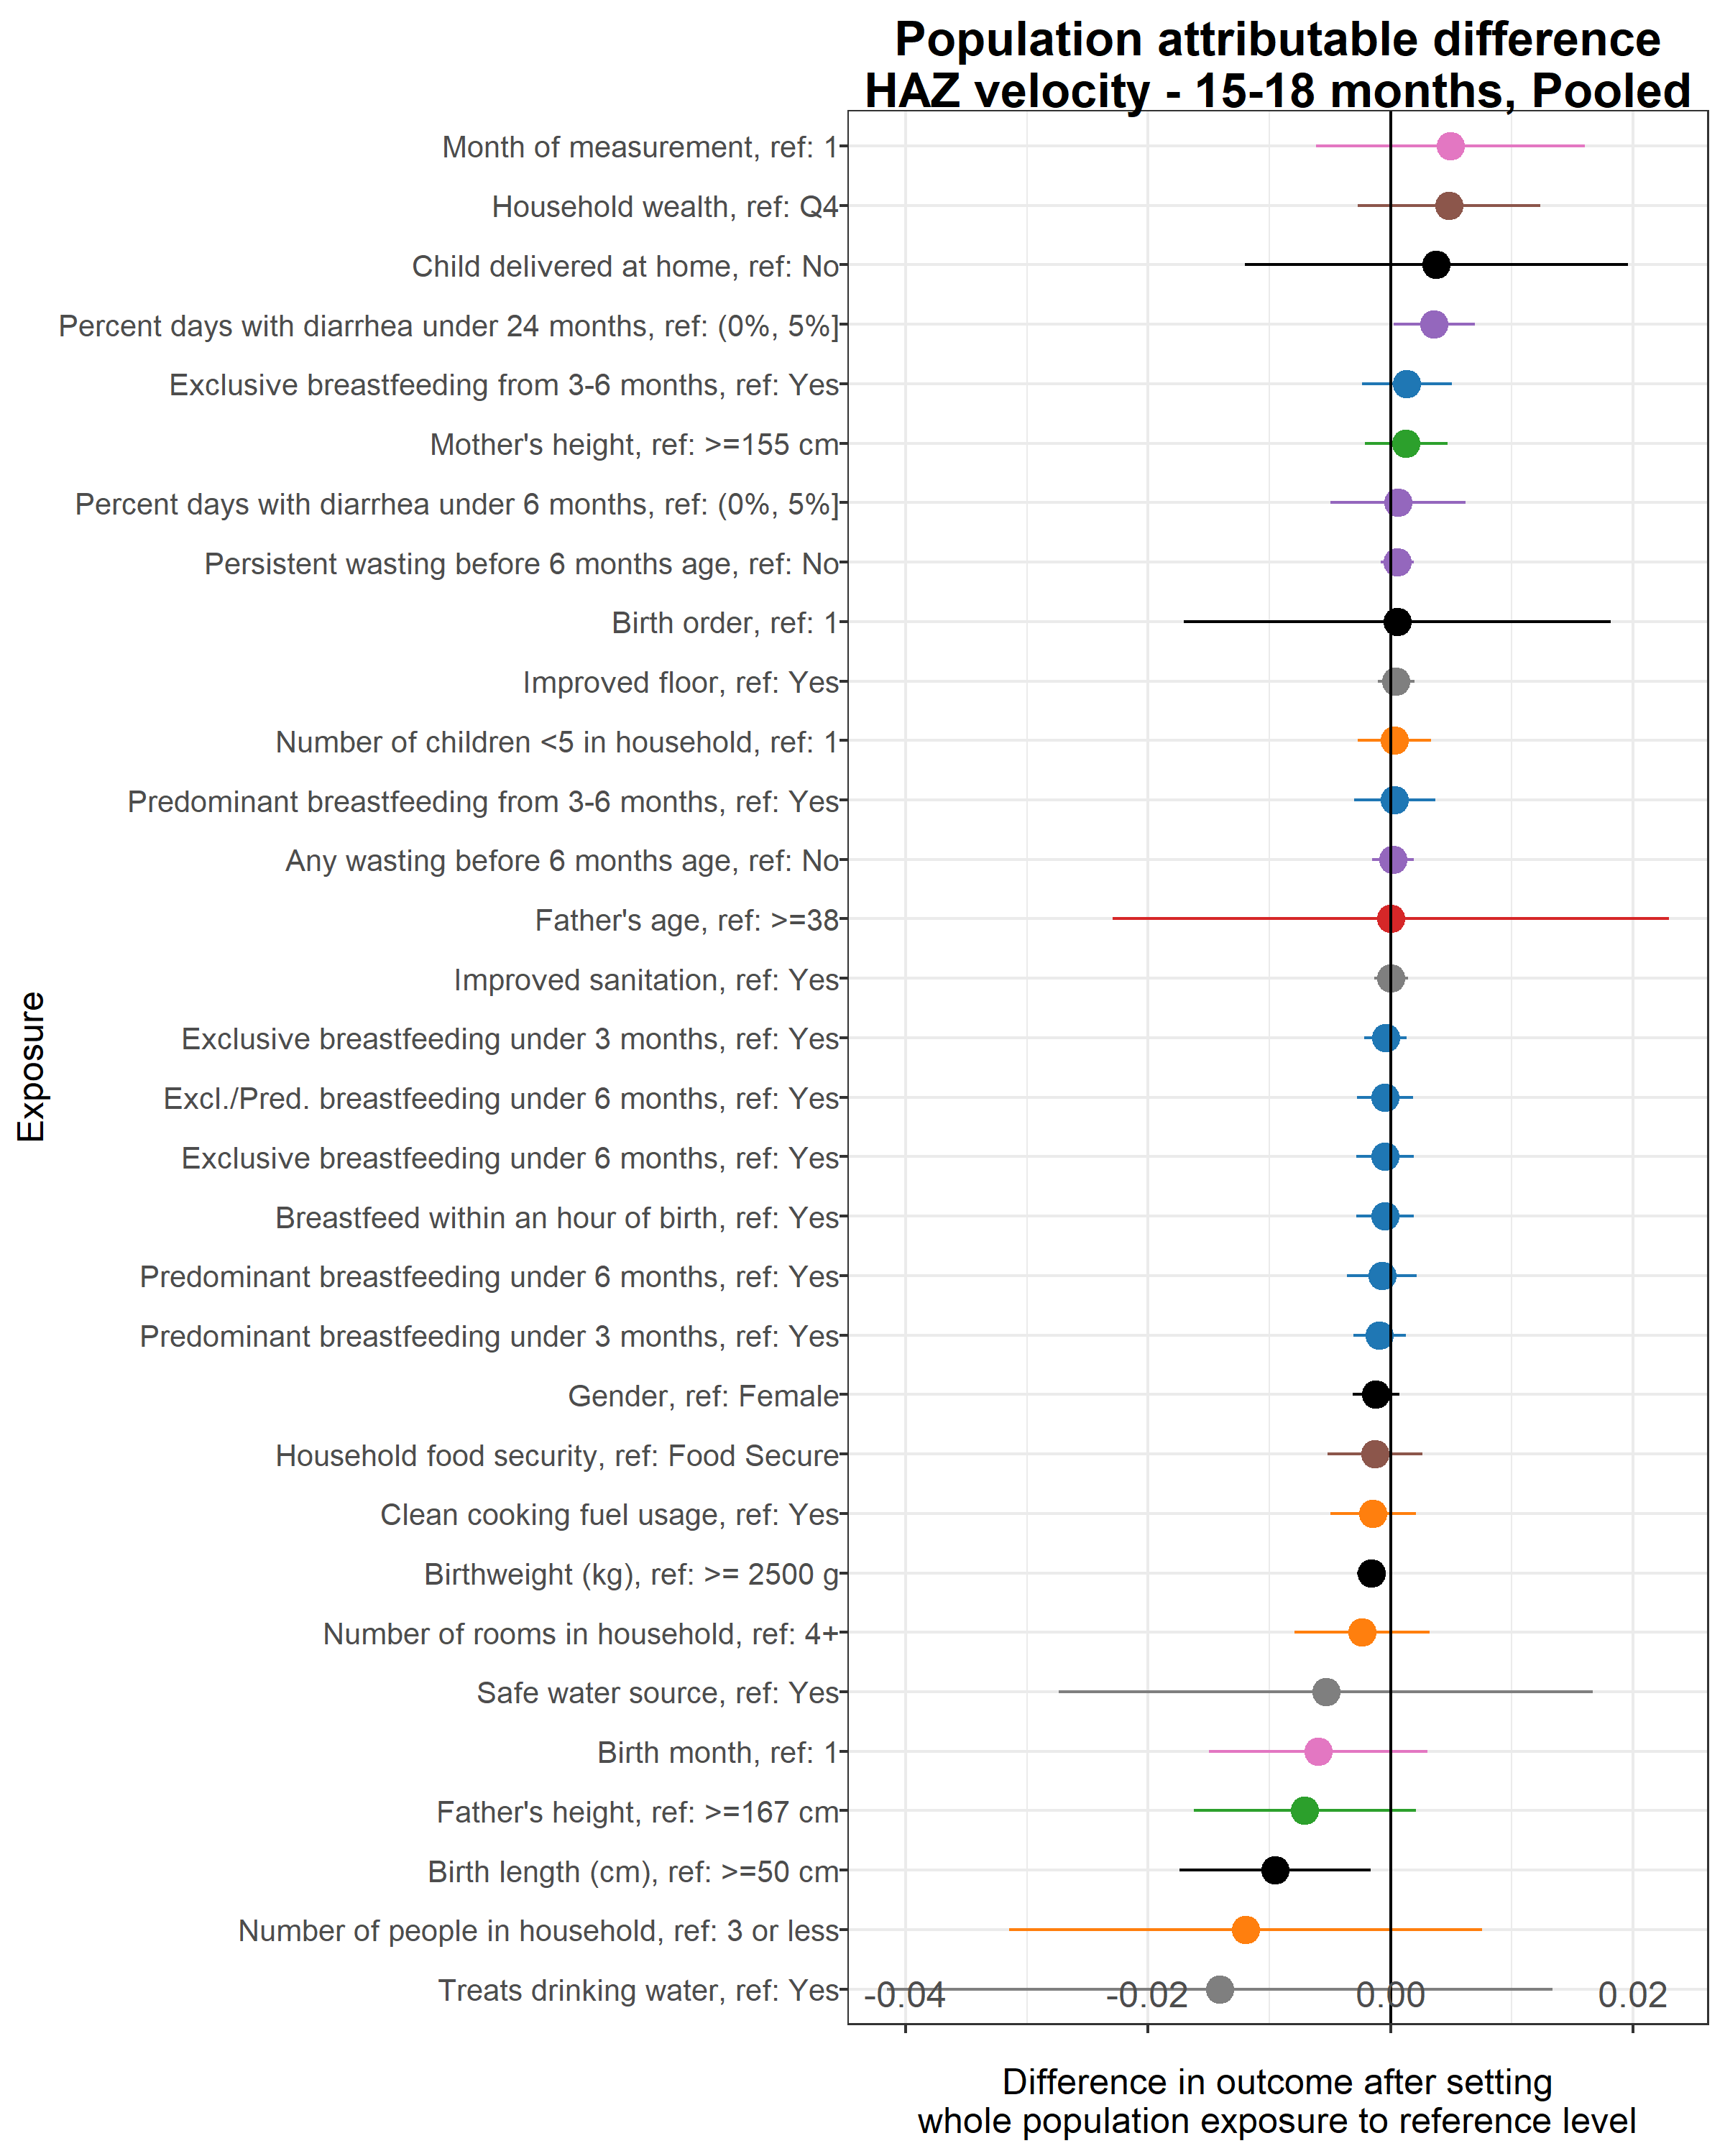 Population attributable difference
HAZ velocity - 15-18 months, Pooled
Month of measurement, ref: 1
Household wealth, ref: Q4
Child delivered at home, ref: No
Percent days with diarrhea under 24 months, ref: (0%, 5%]
Exclusive breastfeeding from 3-6 months, ref: Yes
Mother's height, ref: >=155 cm
Percent days with diarrhea under 6 months, ref: (0%, 5%]
Persistent wasting before 6 months age, ref: No
Birth order, ref: 1
Improved floor, ref: Yes
Number of children <5 in household, ref: 1
Predominant breastfeeding from 3-6 months, ref: Yes
Any wasting before 6 months age, ref: No
Father's age, ref: >=38
Improved sanitation, ref: Yes
Exclusive breastfeeding under 3 months, ref: Yes
Excl./Pred. breastfeeding under 6 months, ref: Yes
Exclusive breastfeeding under 6 months, ref: Yes
Breastfeed within an hour of birth, ref: Yes
Predominant breastfeeding under 6 months, ref: Yes
Predominant breastfeeding under 3 months, ref: Yes
Gender, ref: Female
Household food security, ref: Food Secure
Clean cooking fuel usage, ref: Yes
Birthweight (kg), ref: >= 2500 g
Number of rooms in household, ref: 4+
Safe water source, ref: Yes
Birth month, ref: 1
Father's height, ref: >=167 cm
Birth length (cm), ref: >=50 cm
Number of people in household, ref: 3 or less
Treats drinking water, ref: Yes
Exposure
-0.04 -0.02 0.00 0.02
Difference in outcome after setting
whole population exposure to reference level